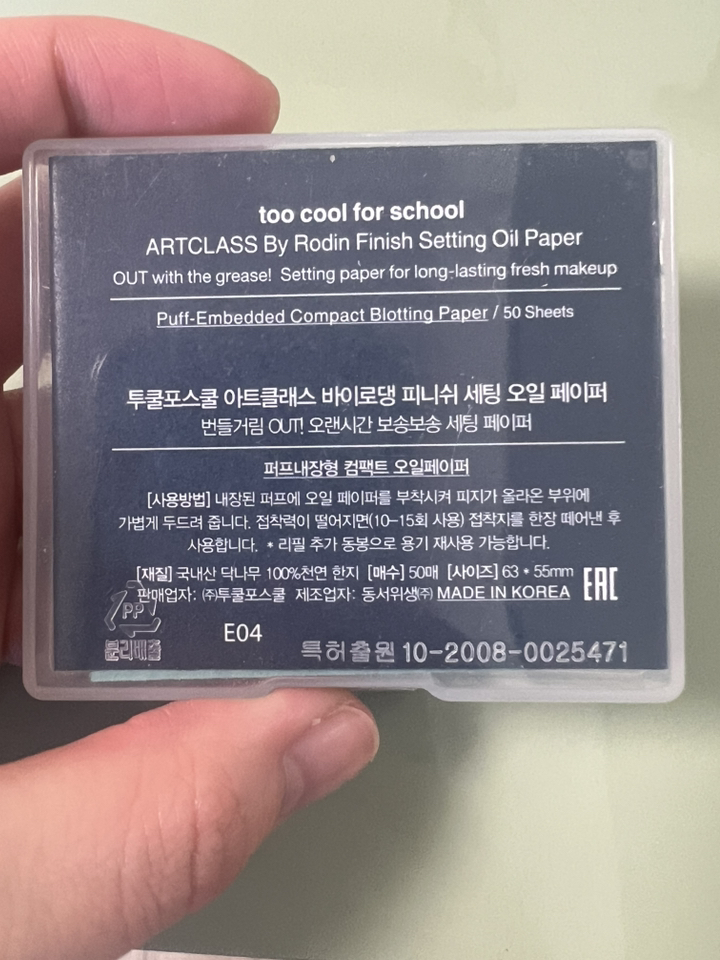 too cool for school
ARTCLASS By Rodin Finish Setting Oil Paper
OUT with the grease! Setting paper for long-lasting fresh makeup
Puff-Embedded Compact Blotting Paper / 50 Sheets
투쿨포스쿨 아트클래스 바이로댕 피니쉬 세팅 오일 페이퍼
번들거림 OUT! 오랜시간 보송보송 세팅 페이퍼
퍼프내장형 컴팩트 오일페이퍼
[사용방법] 내장된 퍼프에 오일 페이퍼를 부착시켜 피지가 올라온 부위에
가볍게 두드려 줍니다. 접착력이 떨어지면(10-15회 사용) 접착지를 한장 떼어낸 후
사용합니다. * 리필 추가 동봉으로 용기 재사용 가능합니다.
[재질] 국내산 닥나무 100%천연 한지 [매수] 50매 [사이즈] 63 * 55mm
판매업자: ㈜투쿨포스쿨 제조업자: 동서위생㈜ MADE IN KOREA EAC
PP
분리배출
E04
특허출원 10-2008-0025471